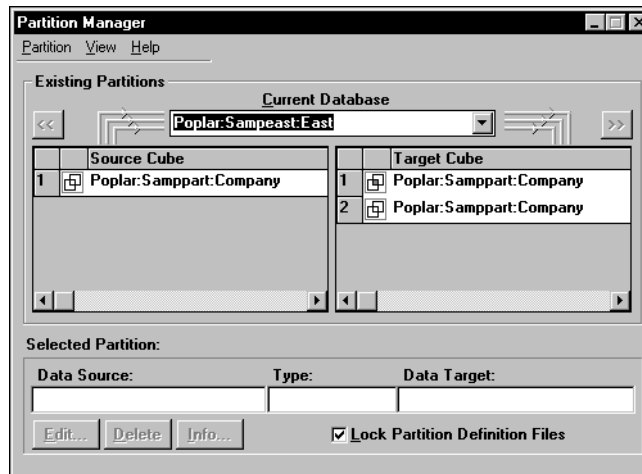 Partition Manager
Partition View Help
Existing Partitions
Current Database
<< Poplar:Sampeast:East >>
Source Cube
1 Poplar:Samppart:Company
Target Cube
1 Poplar:Samppart:Company
2 Poplar:Samppart:Company
Selected Partition:
Data Source: Type: Data Target:
Edit... Delete Info... Lock Partition Definition Files